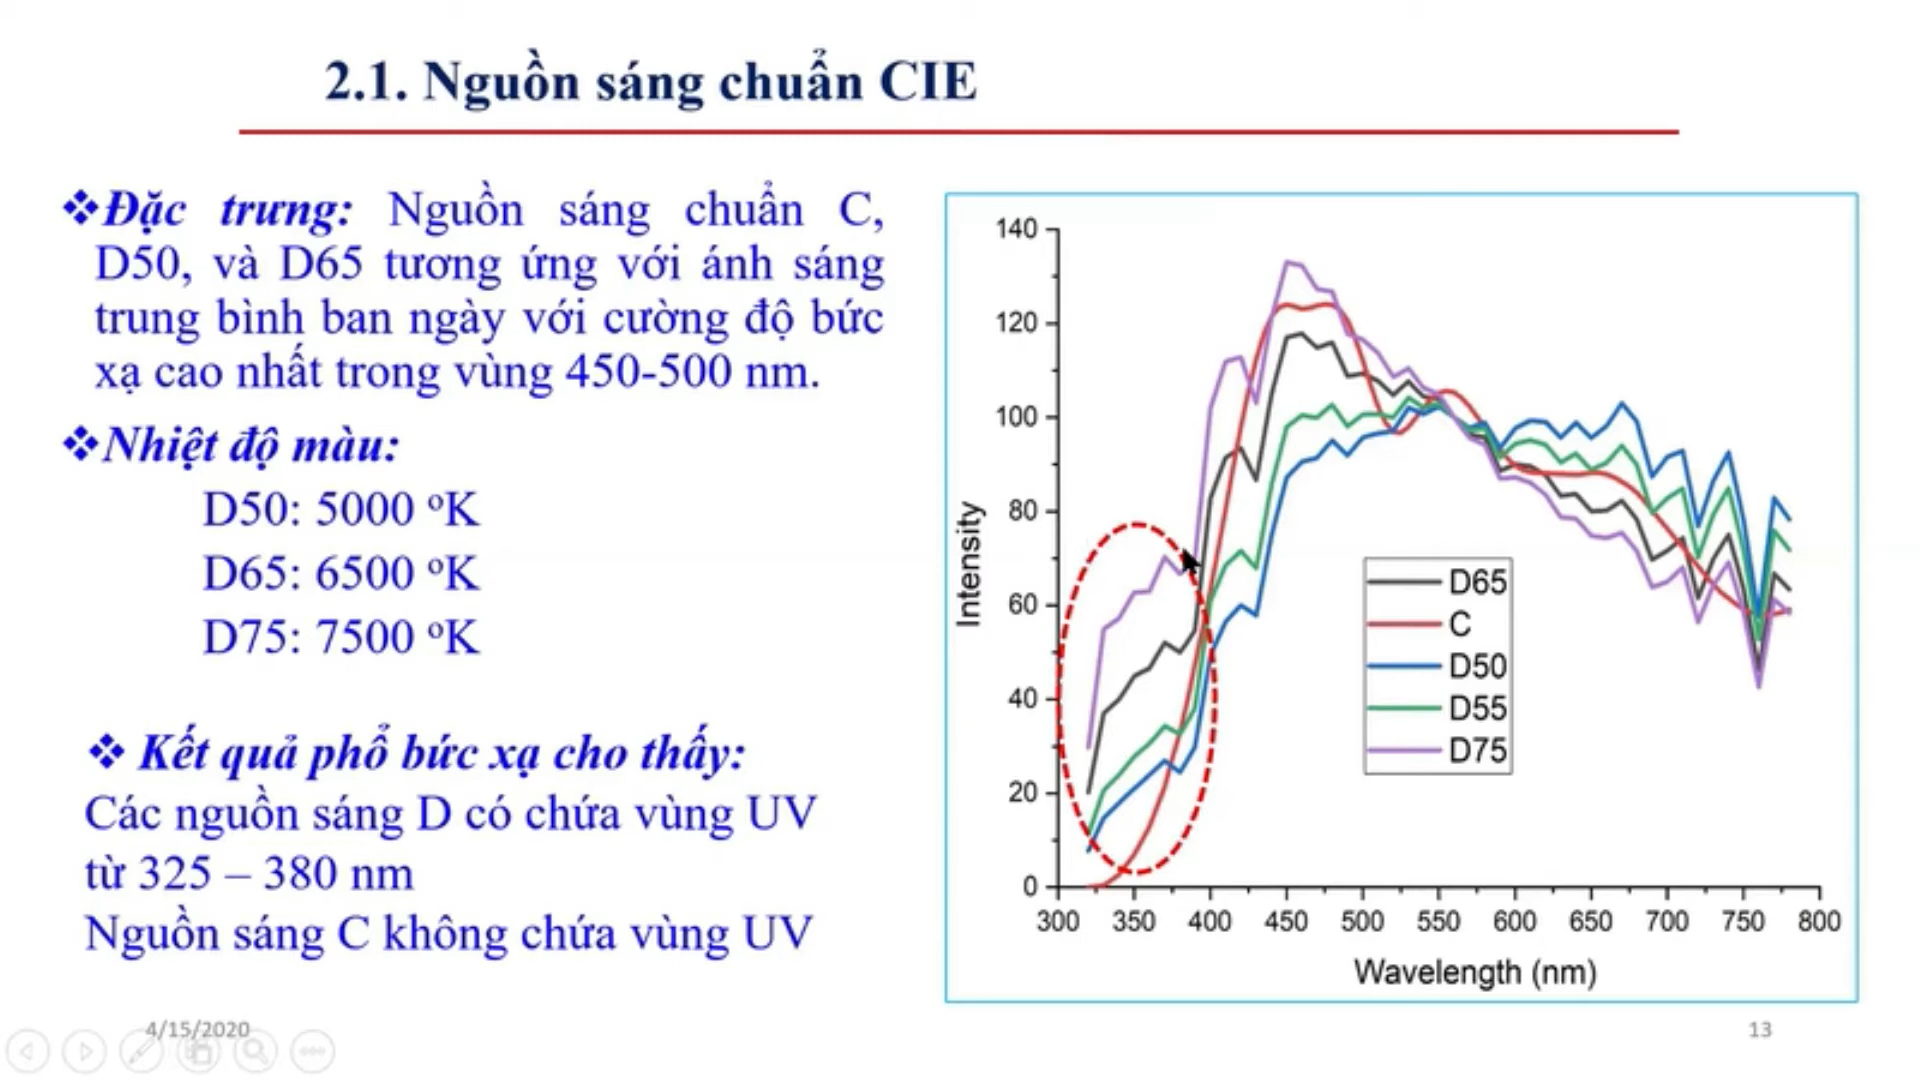 2.1. Nguồn sáng chuẩn CIE
❖Đặc trưng: Nguồn sáng chuẩn C,
D50, và D65 tương ứng với ánh sáng
trung bình ban ngày với cường độ bức
xạ cao nhất trong vùng 450-500 nm.
❖Nhiệt độ màu:
D50: 5000 ºK
D65: 6500 ºK
D75: 7500 ºK
❖ Kết quả phổ bức xạ cho thấy:
Các nguồn sáng D có chứa vùng UV
từ 325 – 380 nm
Nguồn sáng C không chứa vùng UV
140
120
100
80
60
40
20
0
Intensity
D65
C
D50
D55
D75
300 350 400 450 500 550 600 650 700 750 800
Wavelength (nm)
4/15/2020
13